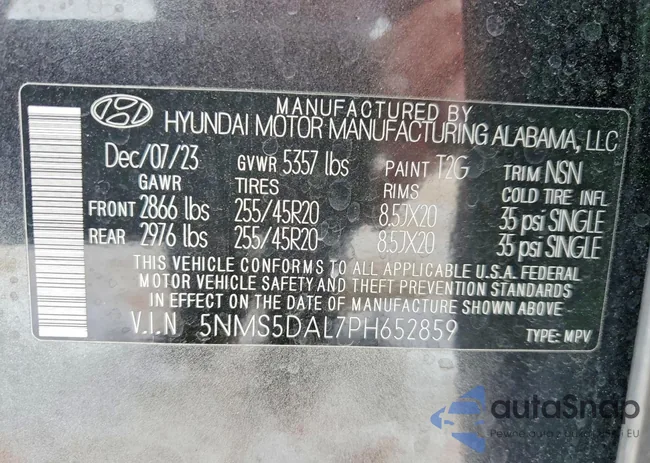 MANUFACTURED BY
HYUNDAI MOTOR MANUFACTURING ALABAMA, LLC
Dec/07/23 GVWR 5357 lbs PAINT T2G TRIM NSN
GAWR TIRES RIMS COLD TIRE INFL
FRONT 2866 lbs 255/45R20 8.5JX20 35 psi SINGLE
REAR 2976 lbs 255/45R20 8.5JX20 35 psi SINGLE
THIS VEHICLE CONFORMS TO ALL APPLICABLE U.S.A. FEDERAL
MOTOR VEHICLE SAFETY AND THEFT PREVENTION STANDARDS
IN EFFECT ON THE DATE OF MANUFACTURE SHOWN ABOVE
V.I.N 5NMS5DAL7PH652859 TYPE: MPV
autoSnap